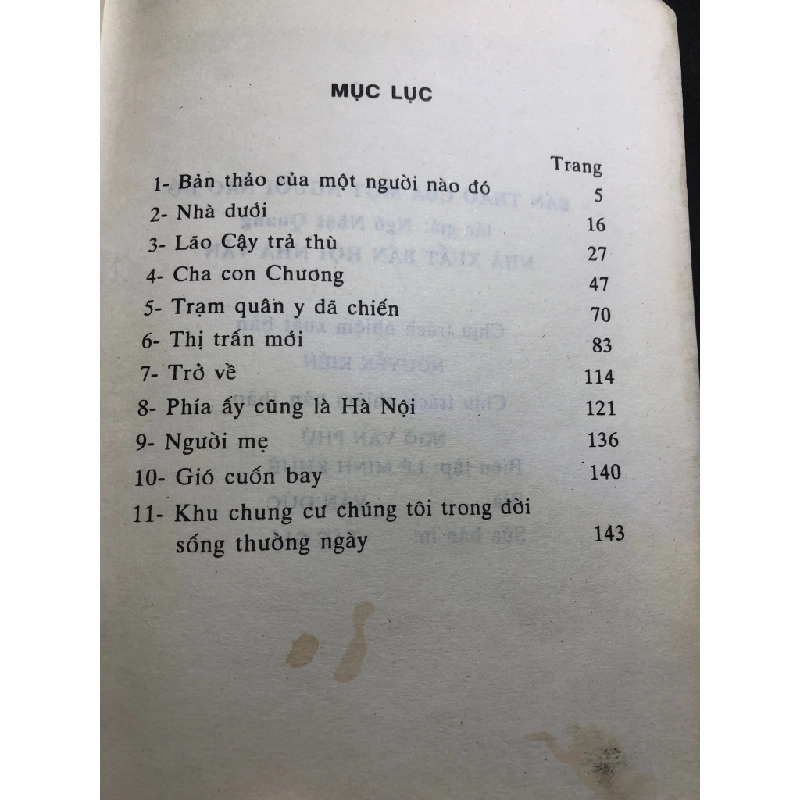 MỤC LỤC
Trang
1- Bản thảo của một người nào đó 5
2- Nhà dưới 16
3- Lão Cậy trả thù 27
4- Cha con Chương 47
5- Trạm quân y dã chiến 70
6- Thị trấn mới 83
7- Trở về 114
8- Phía ấy cũng là Hà Nội 121
9- Người mẹ 136
10- Gió cuốn bay 140
11- Khu chung cư chúng tôi trong đời
sống thường ngày 143